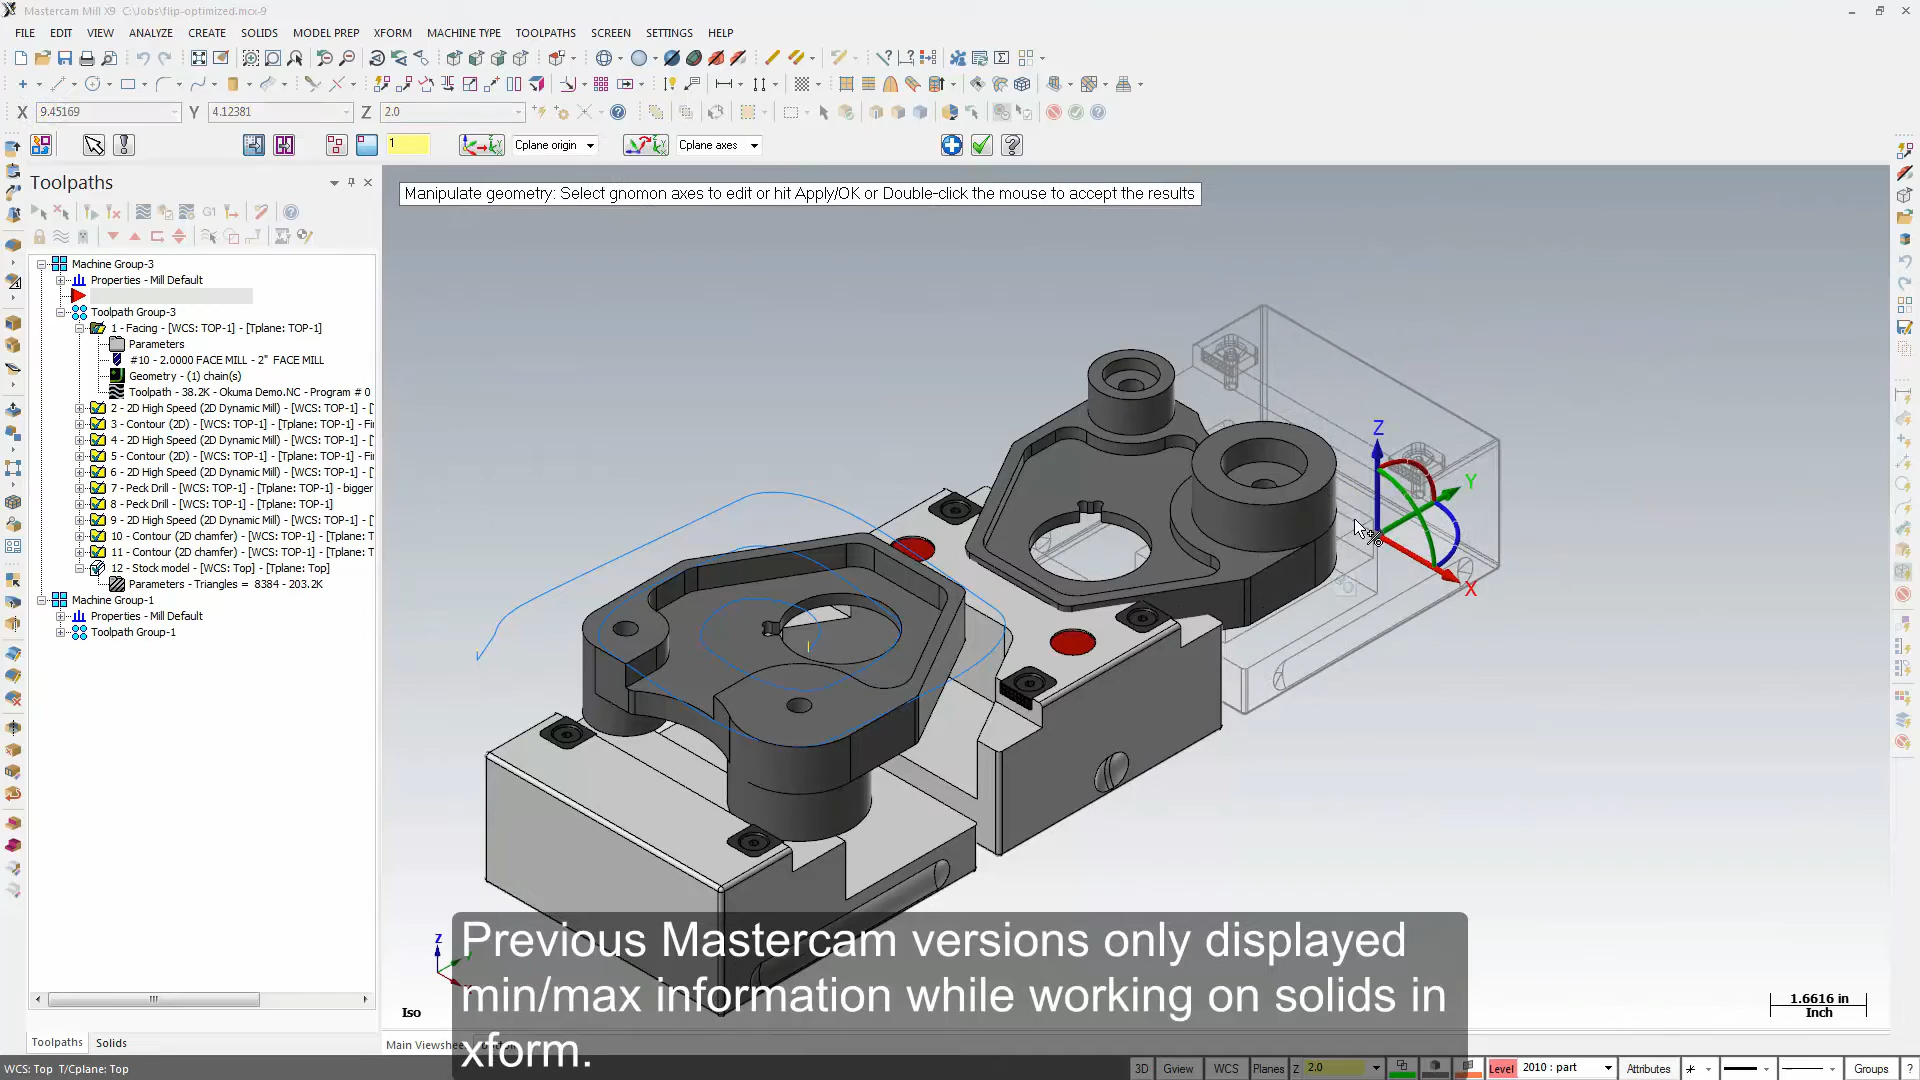 Mastercam Mill X9 C:\Jobs\flip-optimized.mcx-9
FILE EDIT VIEW ANALYZE CREATE SOLIDS MODEL PREP XFORM MACHINE TYPE TOOLPATHS SCREEN SETTINGS HELP
X 9.45169 Y 4.12381 Z 2.0
1 Cplane origin Cplane axes
Toolpaths
Manipulate geometry: Select gnomon axes to edit or hit Apply/OK or Double-click the mouse to accept the results
G1
Machine Group-3
Properties - Mill Default
Toolpath Group-3
1 - Facing - [WCS: TOP-1] - [Tplane: TOP-1]
Parameters
#10 - 2.0000 FACE MILL - 2" FACE MILL
Geometry - (1) chain(s)
Toolpath - 38.2K - Okuma Demo.NC - Program # 0
2 - 2D High Speed (2D Dynamic Mill) - [WCS: TOP-1] - [
3 - Contour (2D) - [WCS: TOP-1] - [Tplane: TOP-1] - Fi
4 - 2D High Speed (2D Dynamic Mill) - [WCS: TOP-1] - [
5 - Contour (2D) - [WCS: TOP-1] - [Tplane: TOP-1] - Fi
6 - 2D High Speed (2D Dynamic Mill) - [WCS: TOP-1] - [
7 - Peck Drill - [WCS: TOP-1] - [Tplane: TOP-1] - bigger
8 - Peck Drill - [WCS: TOP-1] - [Tplane: TOP-1]
9 - 2D High Speed (2D Dynamic Mill) - [WCS: TOP-1] - [
10 - Contour (2D chamfer) - [WCS: TOP-1] - [Tplane: T
11 - Contour (2D chamfer) - [WCS: TOP-1] - [Tplane: T
12 - Stock model - [WCS: Top] - [Tplane: Top]
Parameters - Triangles = 8384 - 203.2K
Machine Group-1
Properties - Mill Default
Toolpath Group-1
Z
Y
X
Z
Previous Mastercam versions only displayed
min/max information while working on solids in
xform.
Iso
1.6616 in
Inch
Toolpaths Solids
Main Viewshe
WCS: Top T/Cplane: Top
3D Gview WCS Planes Z 2.0 Level 2010 : part Attributes Groups ?